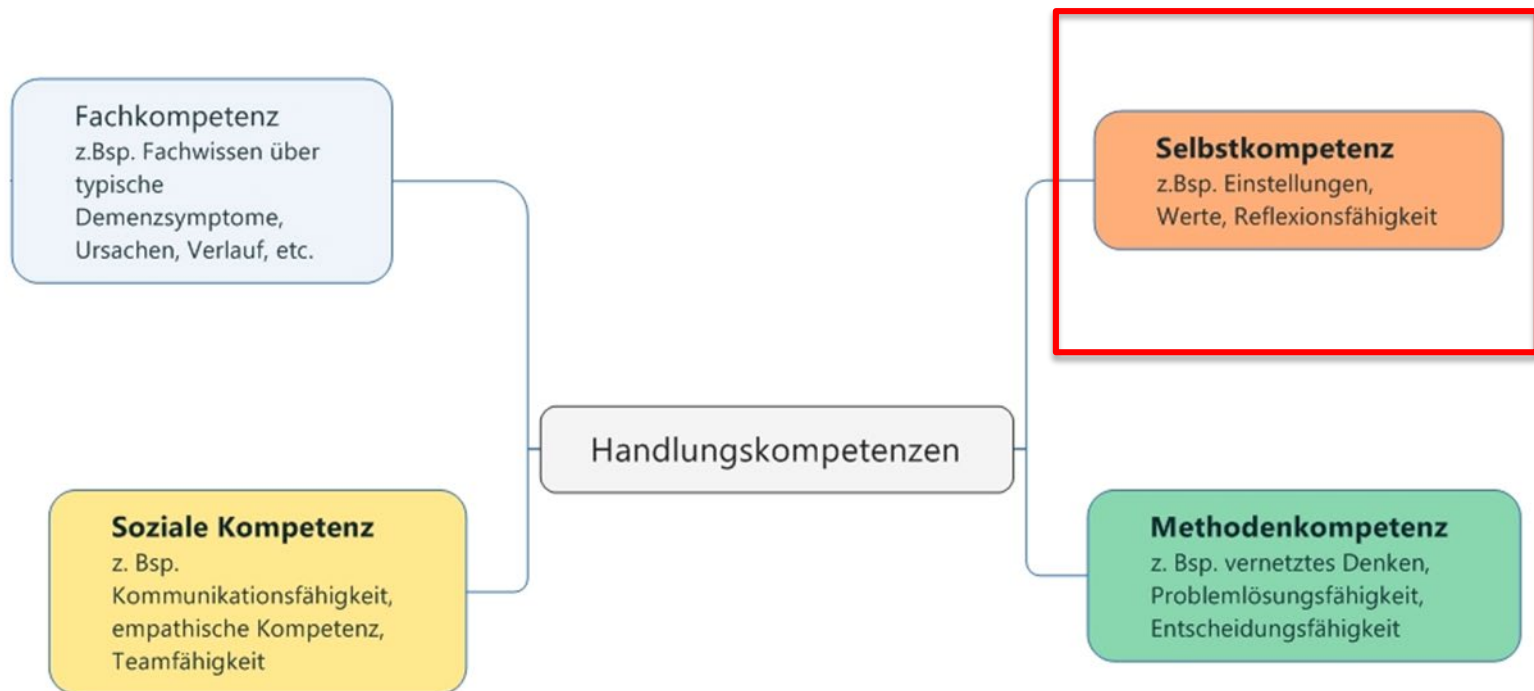 Fachkompetenz
z.Bsp. Fachwissen über
typische
Demenzsymptome,
Ursachen, Verlauf, etc.
Selbstkompetenz
z.Bsp. Einstellungen,
Werte, Reflexionsfähigkeit
Handlungskompetenzen
Soziale Kompetenz
z. Bsp.
Kommunikationsfähigkeit,
empathische Kompetenz,
Teamfähigkeit
Methodenkompetenz
z. Bsp. vernetztes Denken,
Problemlösungsfähigkeit,
Entscheidungsfähigkeit